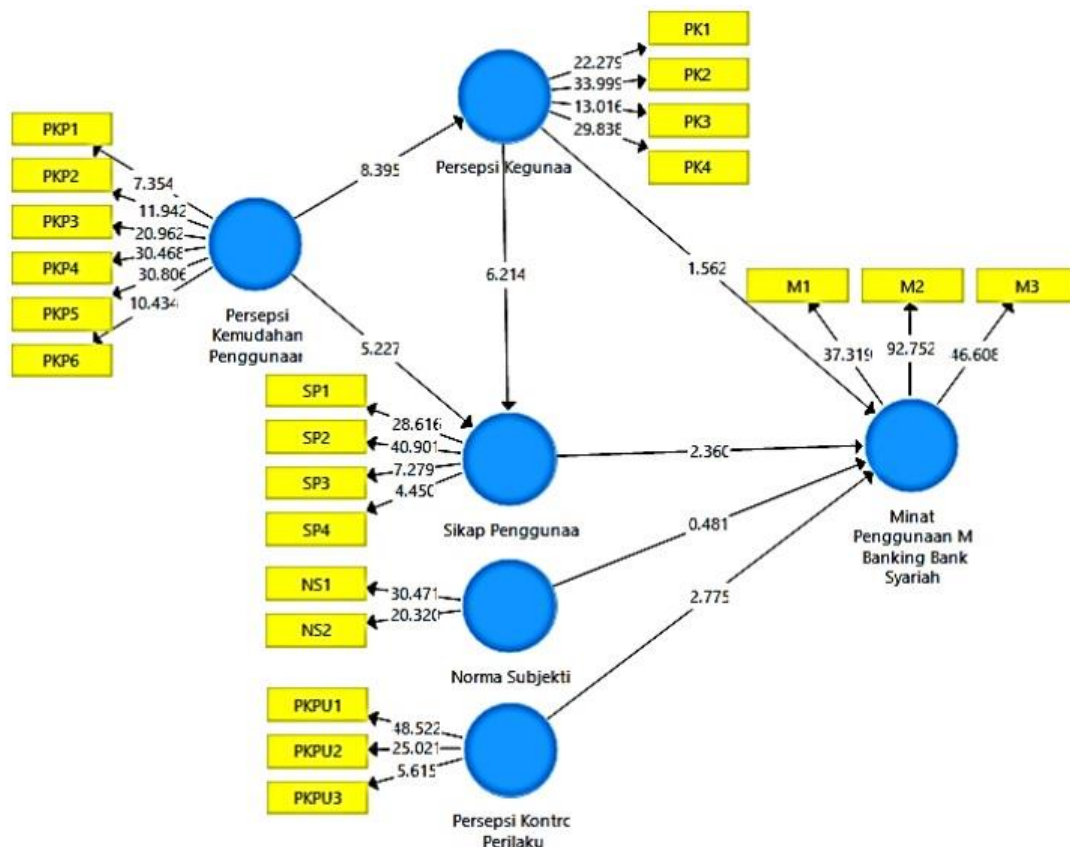 PK1
PK2
PK3
PK4
22.279
33.999
13.016
29.838
Persepsi Kegunaa
PKP1
PKP2
PKP3
PKP4
PKP5
PKP6
7.354
11.942
20.962
30.468
30.806
10.434
Persepsi
Kemudahan
Penggunaar
8.395
5.227
6.214
1.562
M1
M2
M3
37.319
92.752
46.608
Minat
Penggunaan M
Banking Bank
Syariah
SP1
SP2
SP3
SP4
28.616
40.901
7.279
4.450
Sikap Penggunaa
2.360
0.481
2.775
NS1
NS2
30.471
20.320
Norma Subjekti
PKPU1
PKPU2
PKPU3
48.522
25.021
5.615
Persepsi Kontrc
Perilaku